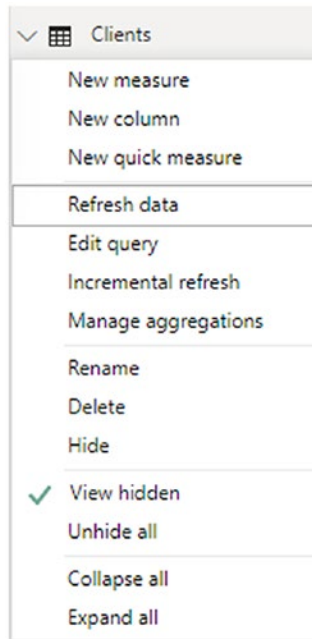 Clients
New measure
New column
New quick measure
Refresh data
Edit query
Incremental refresh
Manage aggregations
Rename
Delete
Hide
View hidden
Unhide all
Collapse all
Expand all